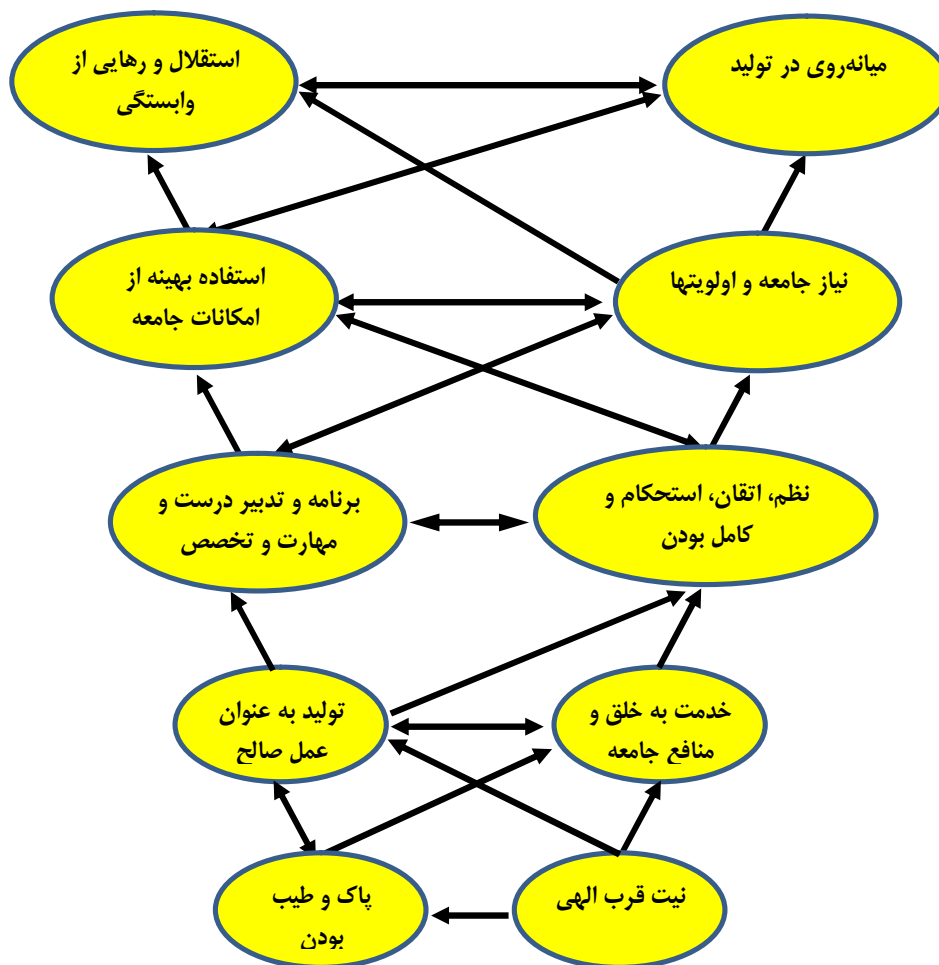 میانه‌روی در تولید
استقلال و رهایی از
وابستگی
نیاز جامعه و اولویتها
استفاده بهینه از
امکانات جامعه
نظم، اتقان، استحکام و
کامل بودن
برنامه و تدبیر درست و
مهارت و تخصص
خدمت به خلق و
منافع جامعه
تولید به عنوان
عمل صالح
نیت قرب الهی
پاک و طیب
بودن